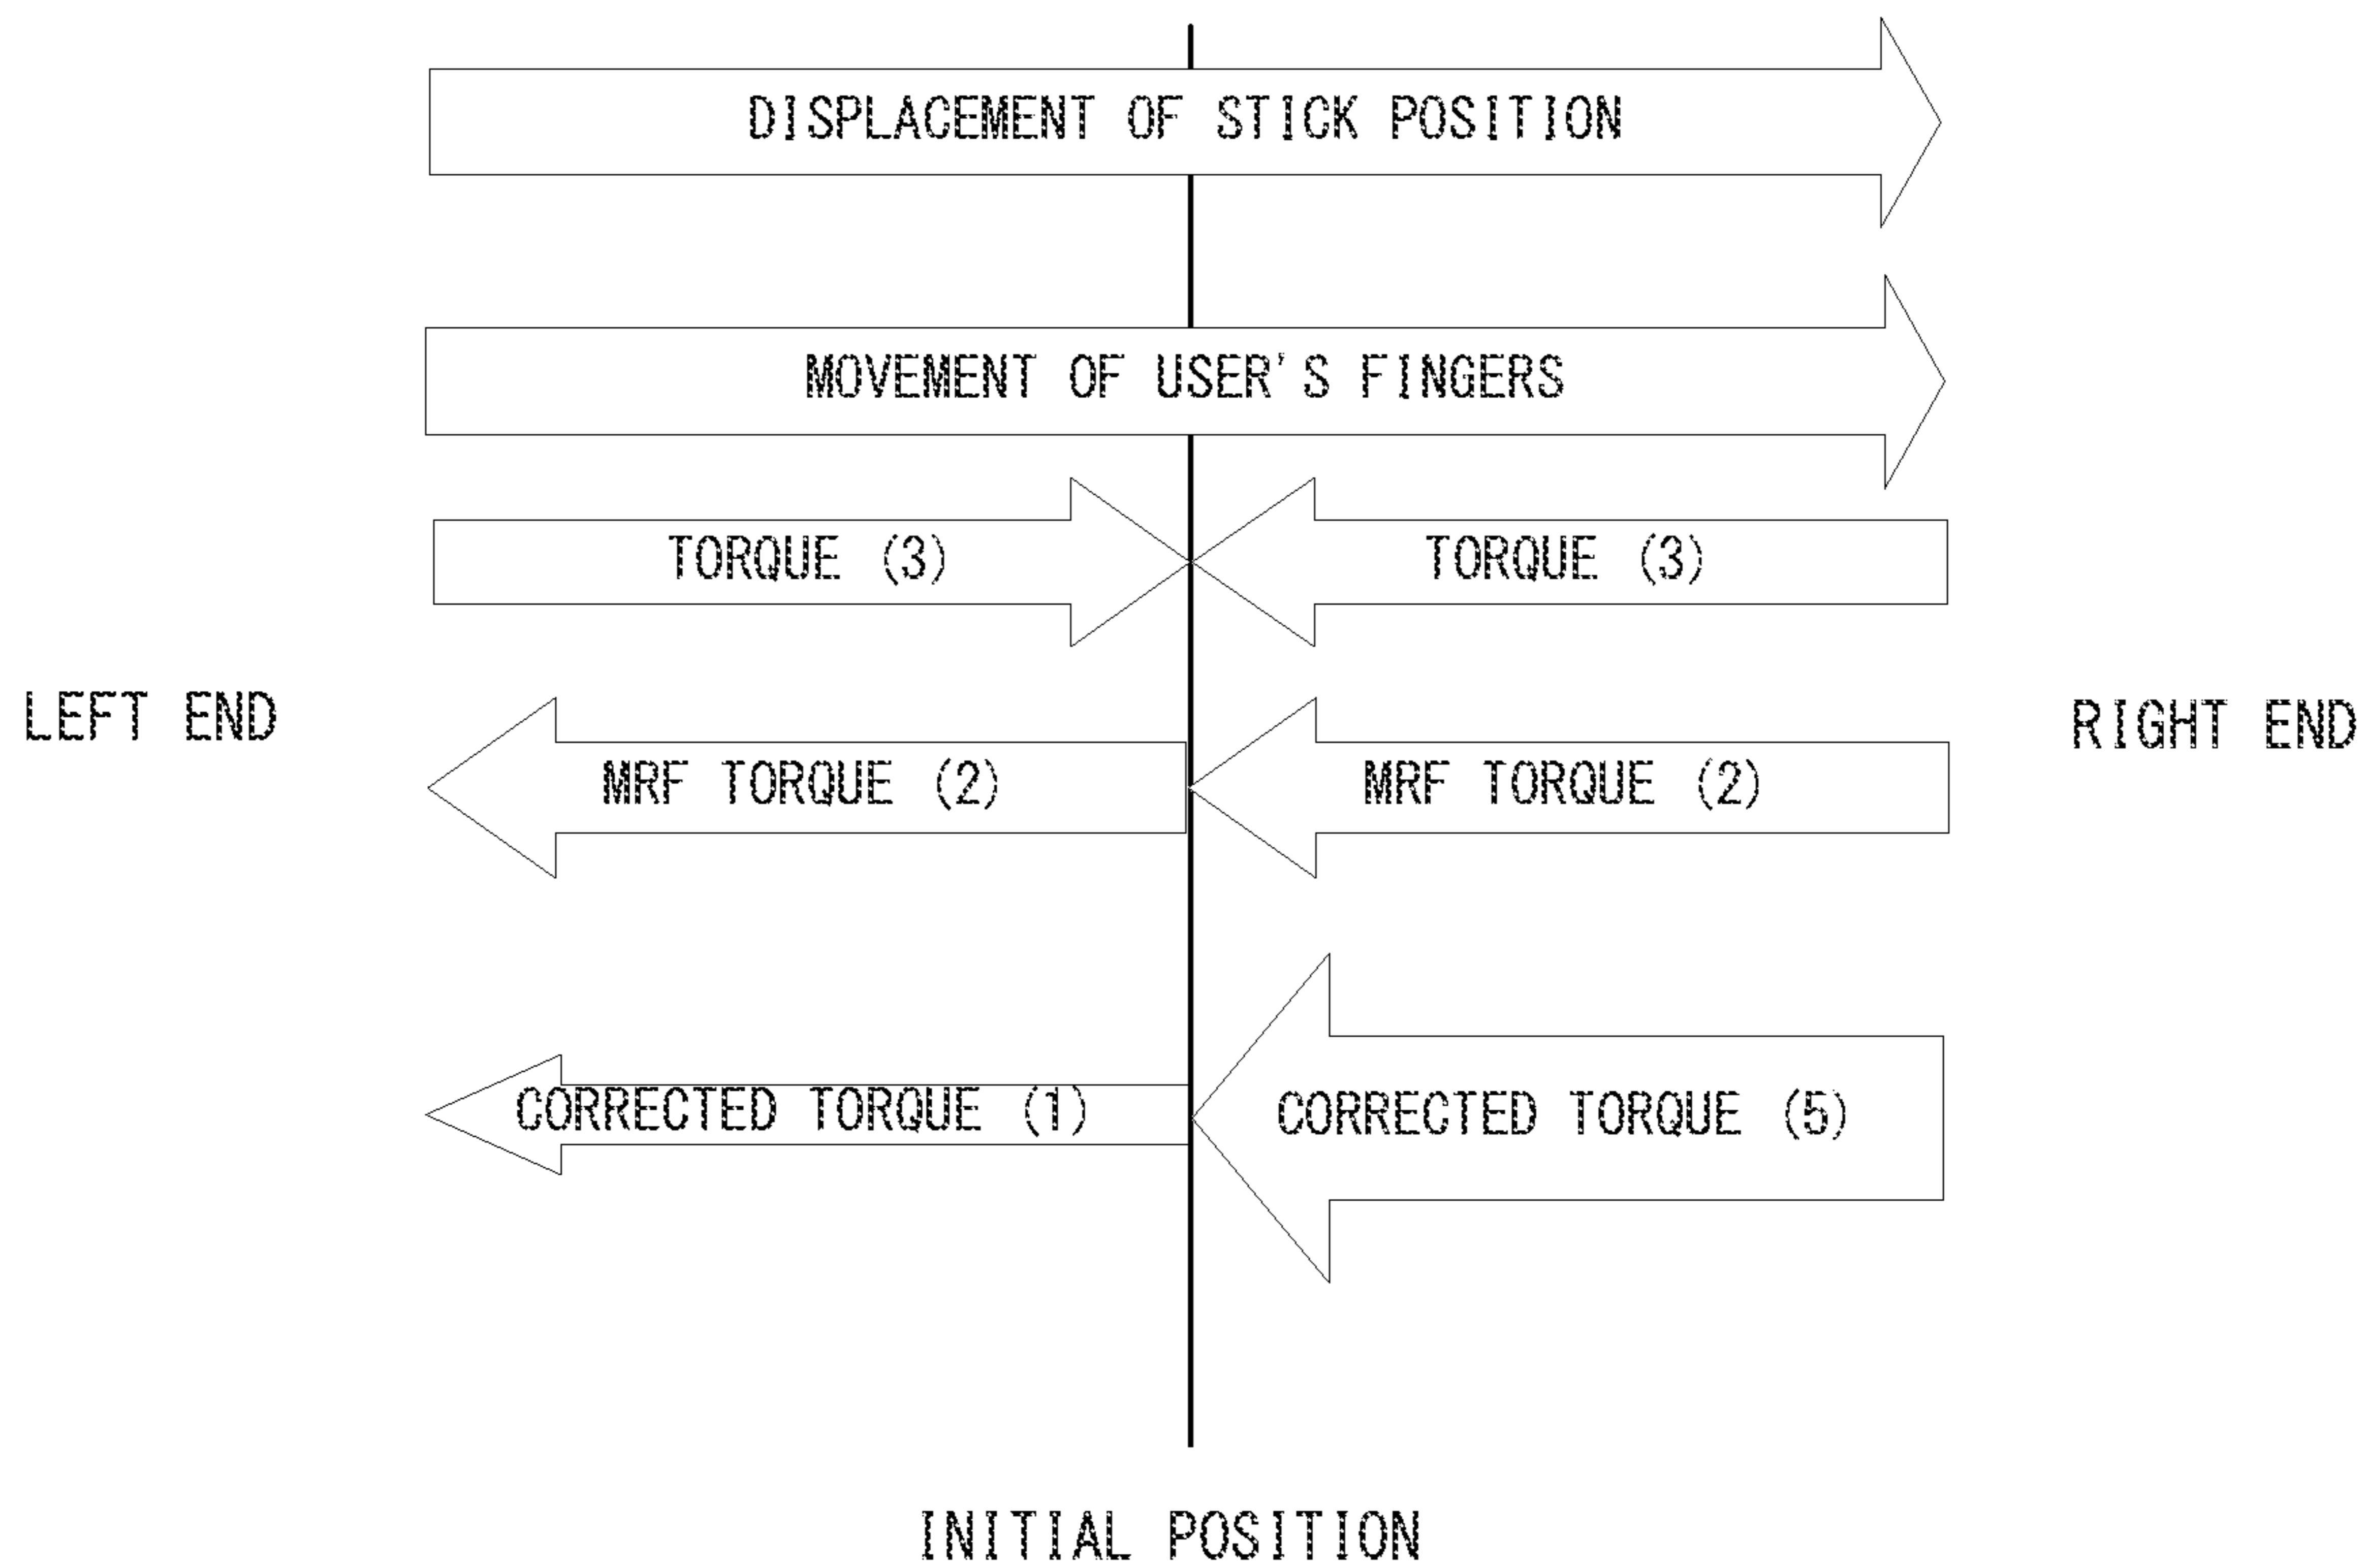 DISPLACEMENT OF STICK POSITION
MOVEMENT OF USER'S FINGERS
TORQUE (3)
TORQUE (3)
LEFT END
RIGHT END
MRF TORQUE (2)
MRF TORQUE (2)
CORRECTED TORQUE (1)
CORRECTED TORQUE (5)
INITIAL POSITION